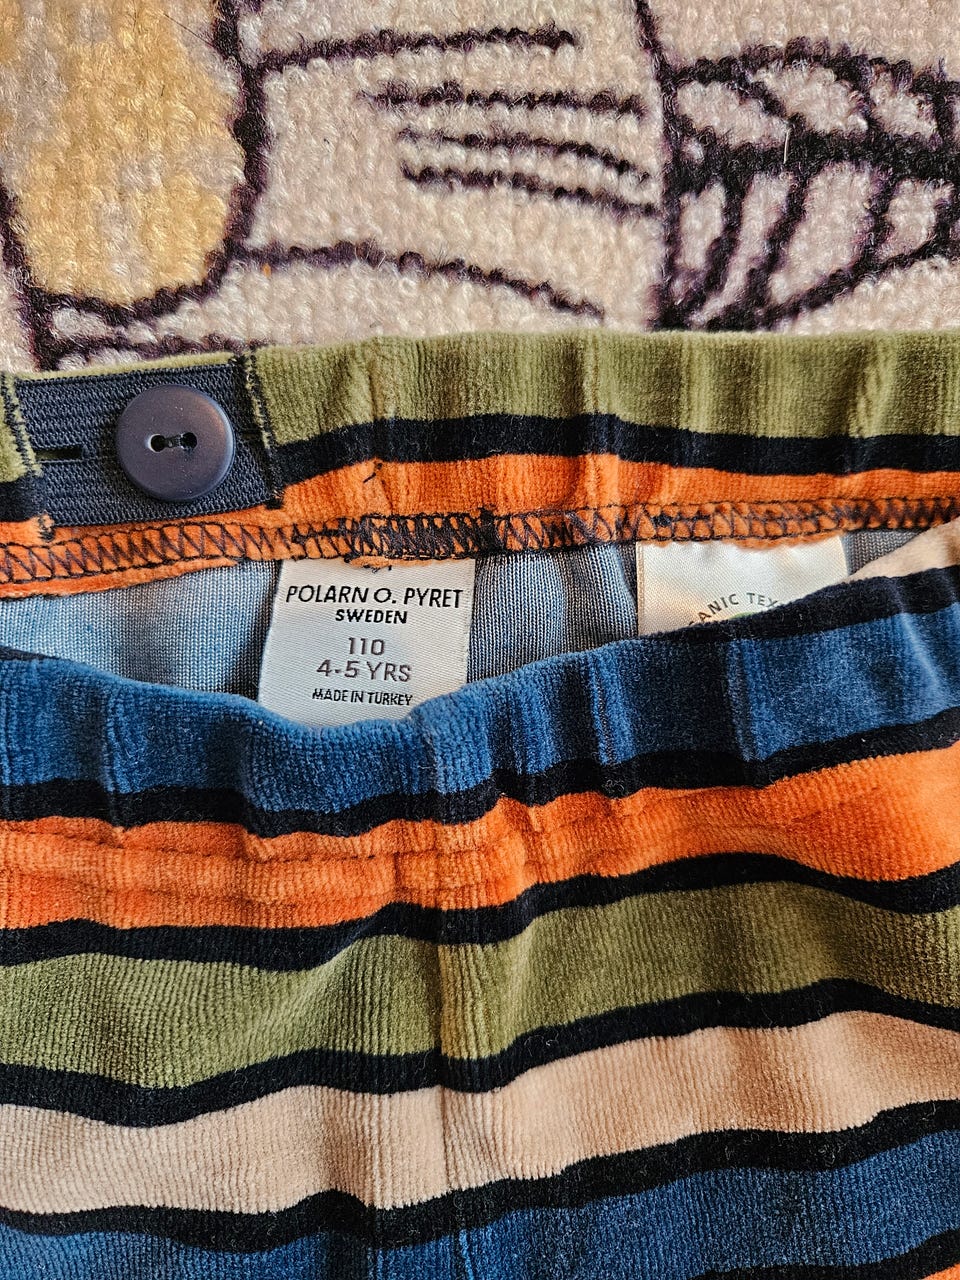 POLARN O. PYRET
SWEDEN
110
4-5 YRS
MADE IN TURKEY